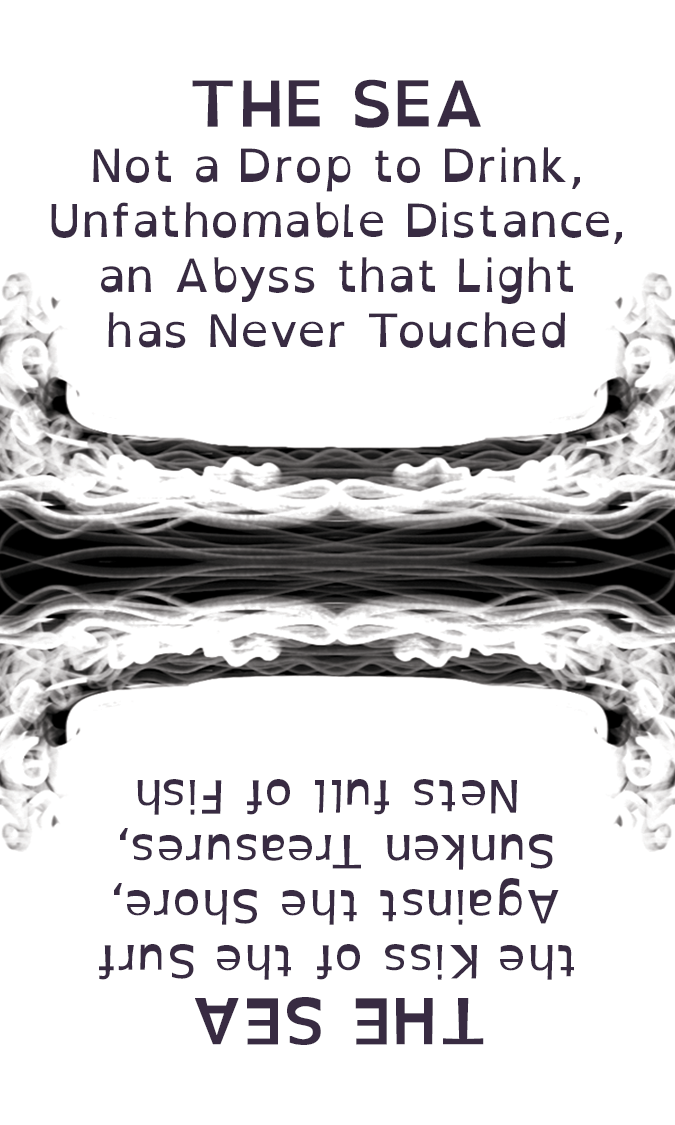 THE SEA
Not a Drop to Drink,
Unfathomable Distance,
an Abyss that Light
has Never Touched
THE SEA
the Kiss of the Surf
Against the Shore,
Sunken Treasures,
Nets full of Fish